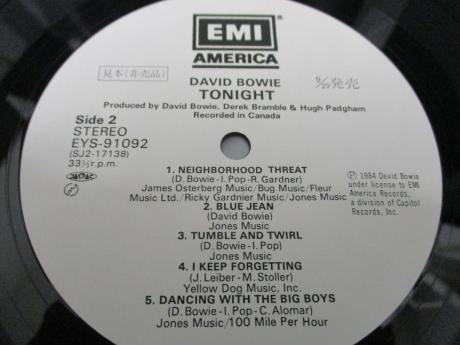 EMI
AMERICA
見本(非売品)
発売
DAVID BOWIE
TONIGHT
Produced by David Bowie, Derek Bramble & Hugh Padgham
Recorded in Canada
Side 2
STEREO
EYS-91092
(SJ2-17138)
33⅓r.p.m.
JASRAC
1. NEIGHBORHOOD THREAT
(D. Bowie-I. Pop-R. Gardner)
James Osterberg Music/Bug Music/Fleur
Music Ltd./Ricky Gardnier Music/Jones Music
2. BLUE JEAN
(David Bowie)
Jones Music
3. TUMBLE AND TWIRL
(D. Bowie-I. Pop)
Jones Music
4. I KEEP FORGETTING
(J. Leiber-M. Stoller)
Yellow Dog Music, Inc.
5. DANCING WITH THE BIG BOYS
(D. Bowie-I. Pop-C. Alomar)
Jones Music/100 Mile Per Hour
Ⓟ1984 David Bowie
under license to EMI
America Records,
a division of Capitol
Records, Inc.